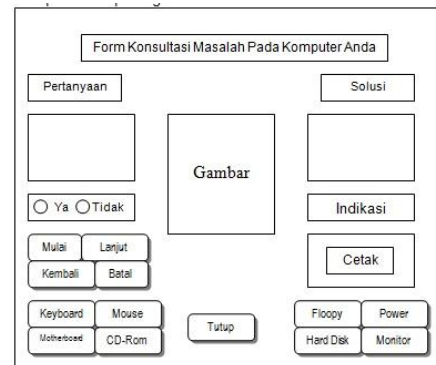 Form Konsultasi Masalah Pada Komputer Anda
Pertanyaan
Solusi
Gambar
Ya Tidak
Indikasi
Mulai Lanjut
Kembali Batal
Cetak
Keyboard Mouse
Motherboard CD-Rom
Tutup
Floopy Power
Hard Disk Monitor